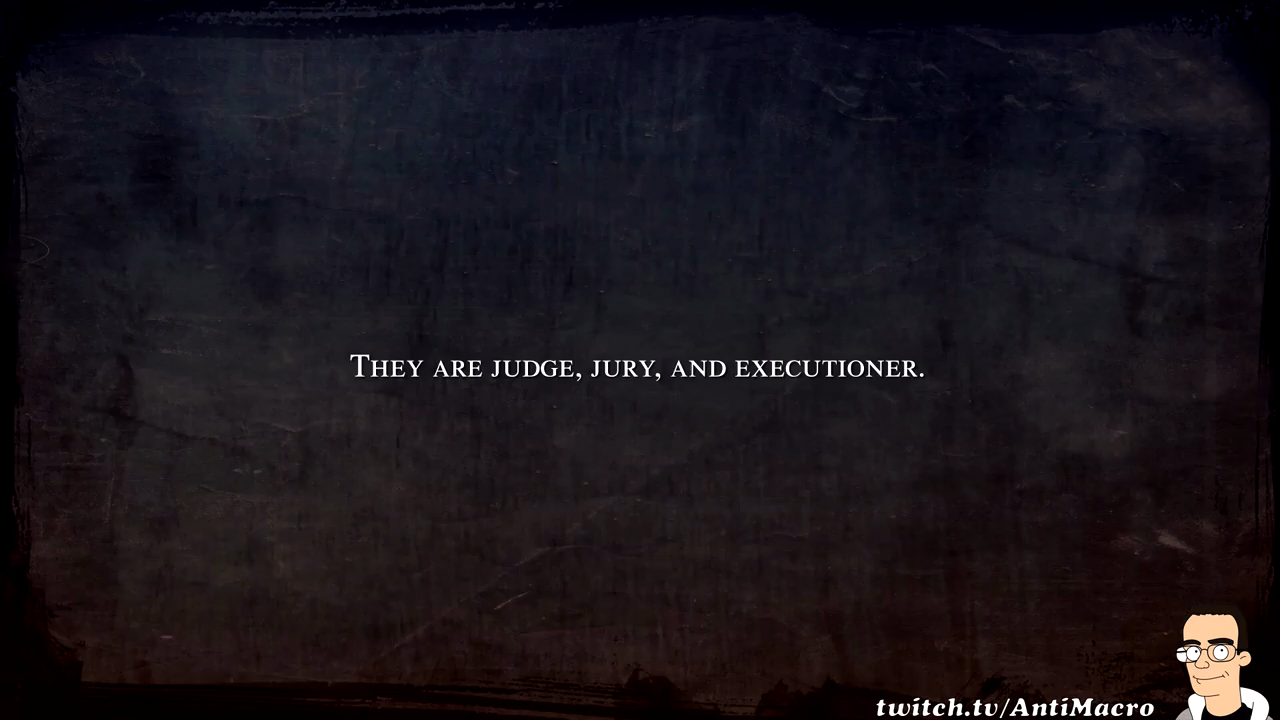 They are judge, jury, and executioner.
twitch.tv/AntiMacro